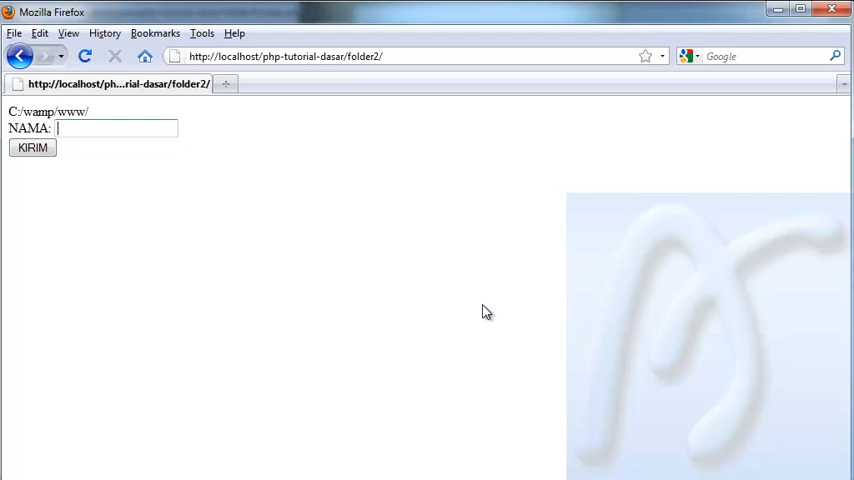 Mozilla Firefox
File Edit View History Bookmarks Tools Help
http://localhost/php-tutorial-dasar/folder2/ Google
http://localhost/ph...rial-dasar/folder2/
C:/wamp/www/
NAMA:
KIRIM